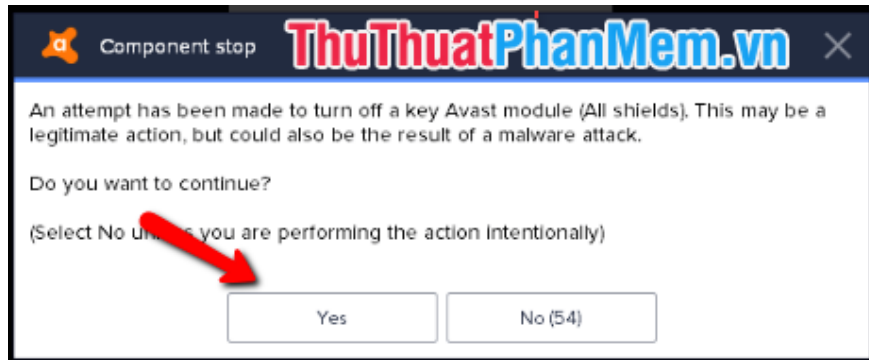 Component stop
ThuThuatPhanMem.vn
An attempt has been made to turn off a key Avast module (All shields). This may be a
legitimate action, but could also be the result of a malware attack.
Do you want to continue?
(Select No un you are performing the action intentionally)
Yes
No (54)